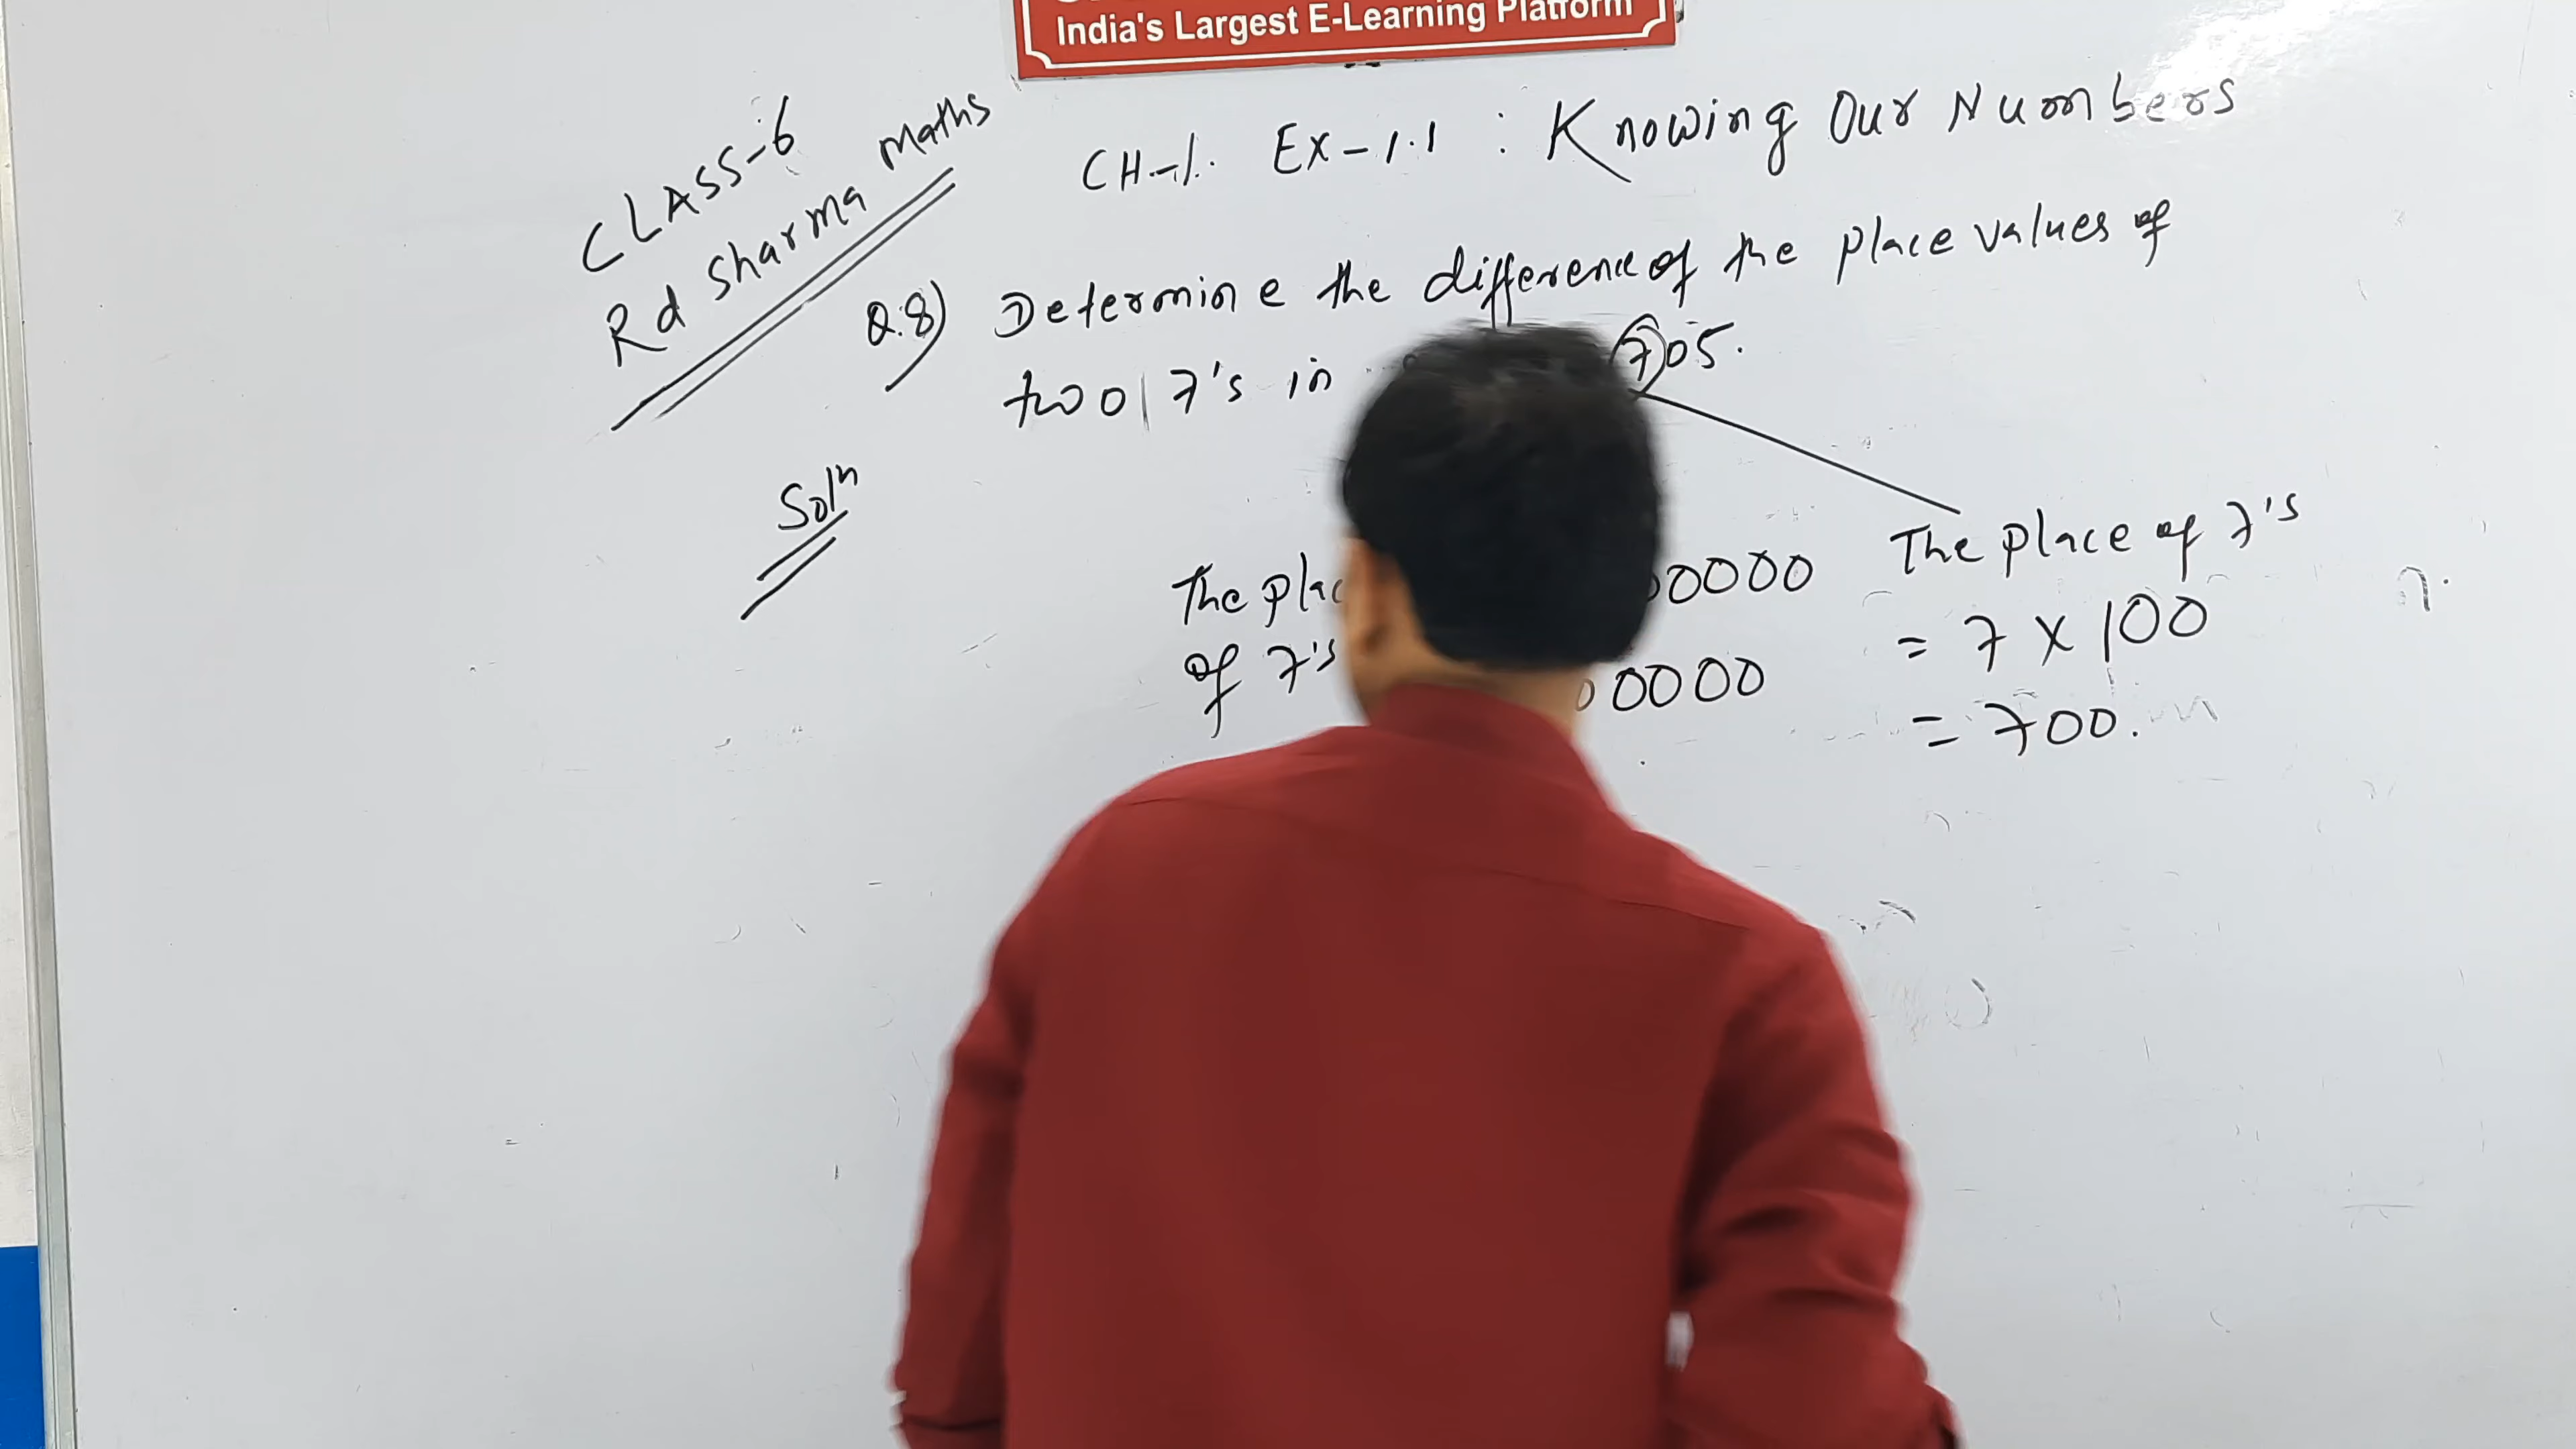 India's Largest E-Learning Platform
CLASS-6
Rd Sharma Maths
CH-1. Ex-1.1 : Knowing Our Numbers
Q.8) Determine the difference of the place values of
two 7's in 705.
Soln
The place 0000
of 7's 0000
The place of 7's
= 7 x 100
= 700.